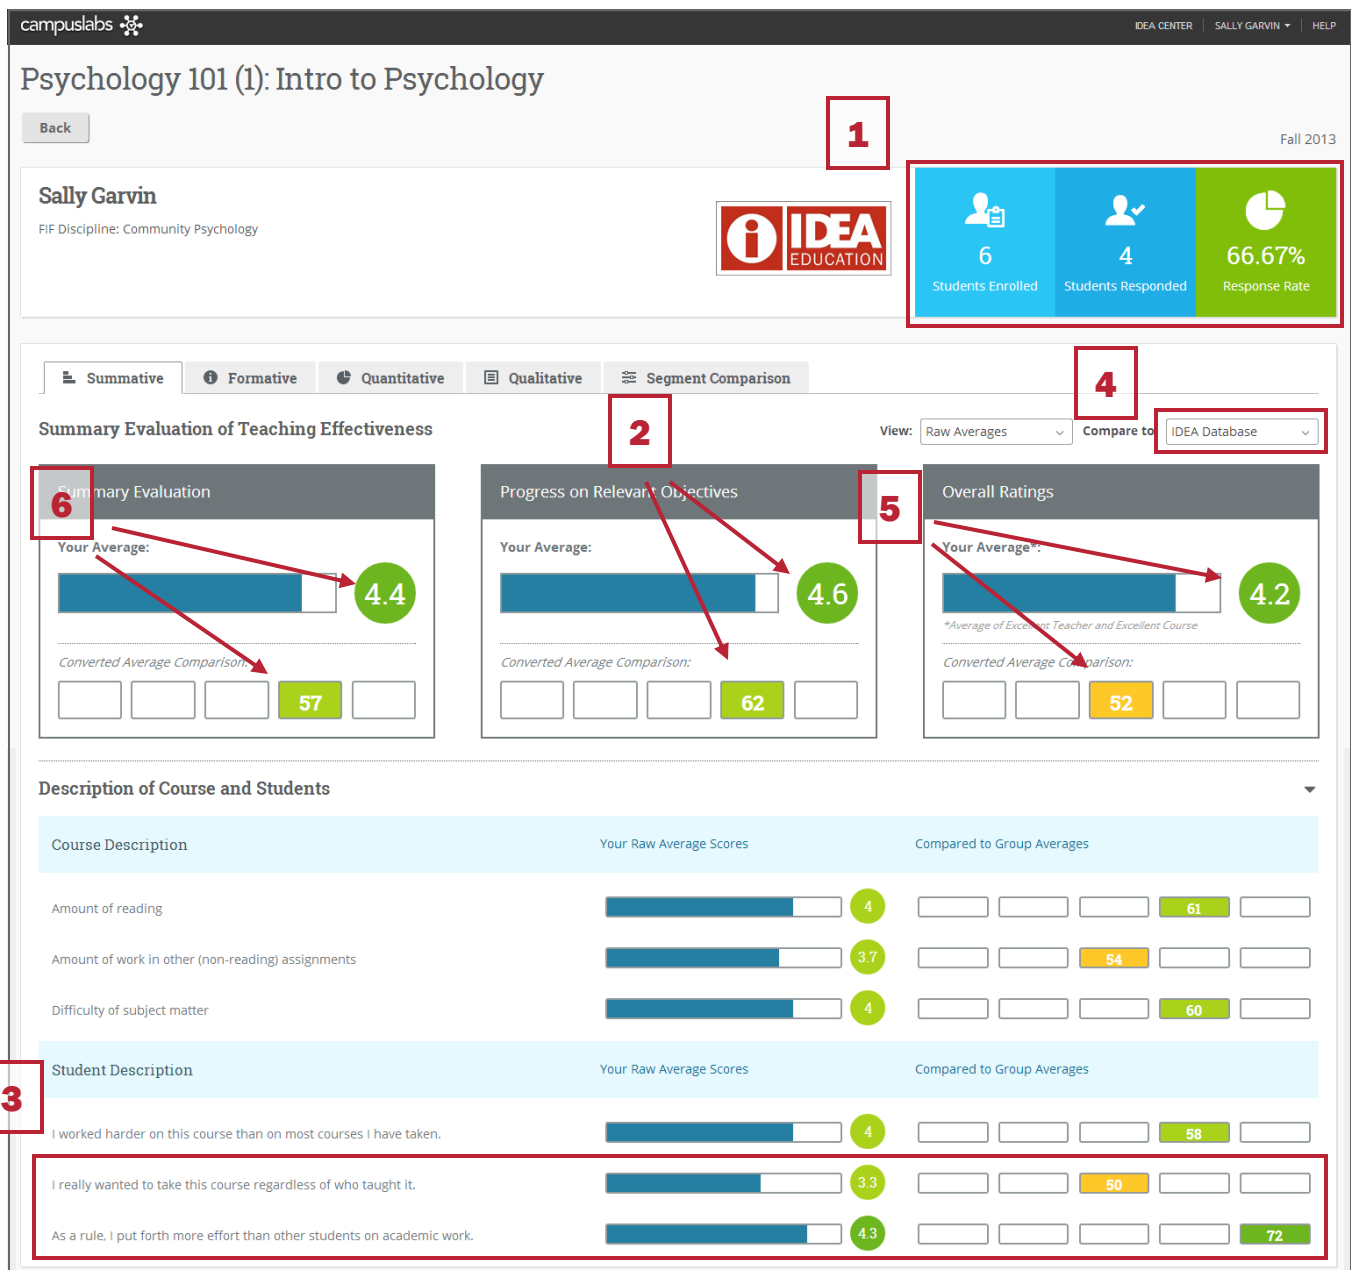 campuslabs
IDEA CENTER SALLY GARVIN HELP
Psychology 101 (1): Intro to Psychology
Back
1
Fall 2013
Sally Garvin
FIF Discipline: Community Psychology
i IDEA
EDUCATION
6
Students Enrolled
4
Students Responded
66.67%
Response Rate
Summative Formative Quantitative Qualitative Segment Comparison
4
2
Summary Evaluation of Teaching Effectiveness
View: Raw Averages Compare to IDEA Database
6
Summary Evaluation
Your Average:
4.4
Converted Average Comparison:
57
Progress on Relevant Objectives
Your Average:
4.6
Converted Average Comparison:
62
5
Overall Ratings
Your Average*:
4.2
*Average of Excellent Teacher and Excellent Course
Converted Average Comparison:
52
Description of Course and Students
Course Description Your Raw Average Scores Compared to Group Averages
Amount of reading 4 61
Amount of work in other (non-reading) assignments 3.7 54
Difficulty of subject matter 4 60
Student Description Your Raw Average Scores Compared to Group Averages
3
I worked harder on this course than on most courses I have taken. 4 58
I really wanted to take this course regardless of who taught it. 3.3 50
As a rule, I put forth more effort than other students on academic work. 4.3 72